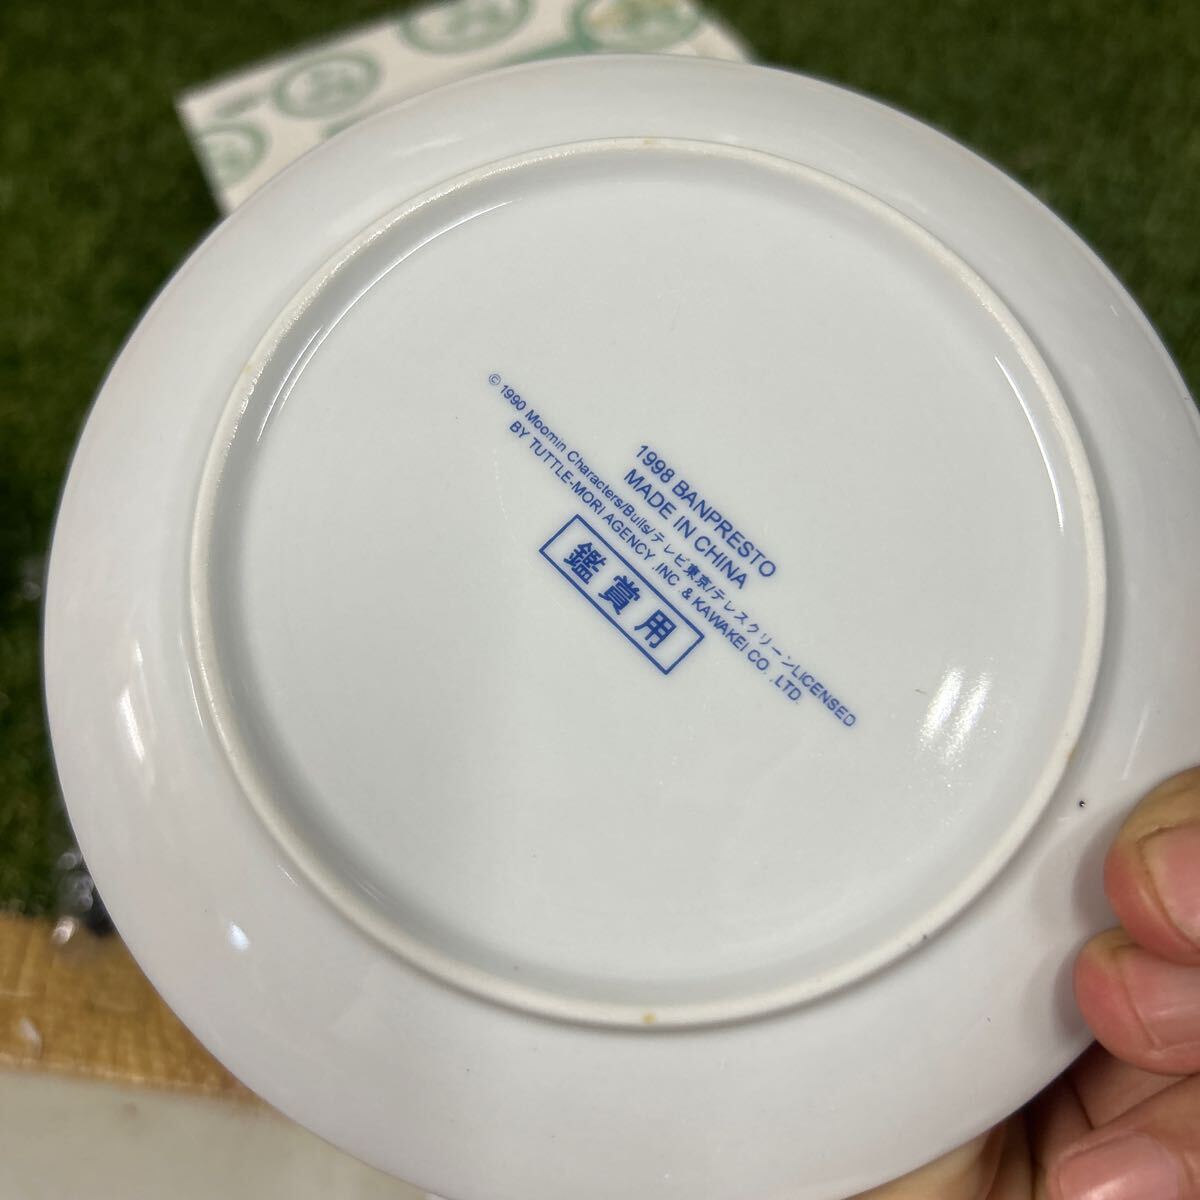 1998 BANPRESTO
MADE IN CHINA
© 1990 Moomin Characters/Bulls/テレビ東京/テレスクリーンLICENSED
BY TUTTLE-MORI AGENCY ,INC. & KAWAKEI CO. ,LTD.
鑑賞用